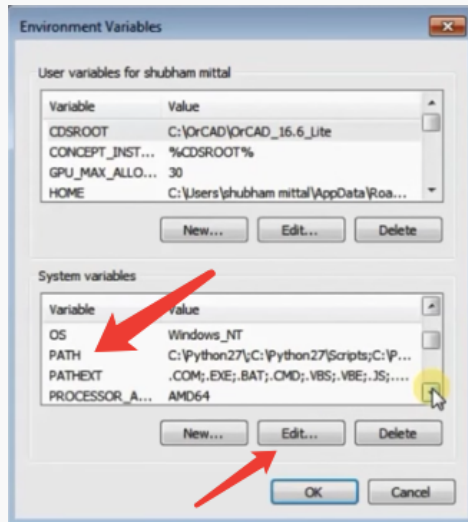 Environment Variables
User variables for shubham mittal
Variable Value
CDSROOT C:\OrCAD\OrCAD_16.6_Lite
CONCEPT_INST... %CDSROOT%
GPU_MAX_ALLO... 30
HOME C:\Users\shubham mittal\AppData\Roa...
New... Edit... Delete
System variables
Variable Value
OS Windows_NT
PATH C:\Python27\;C:\Python27\Scripts;C:\P...
PATHEXT .COM;.EXE;.BAT;.CMD;.VBS;.VBE;.JS;....
PROCESSOR_A... AMD64
New... Edit... Delete
OK Cancel